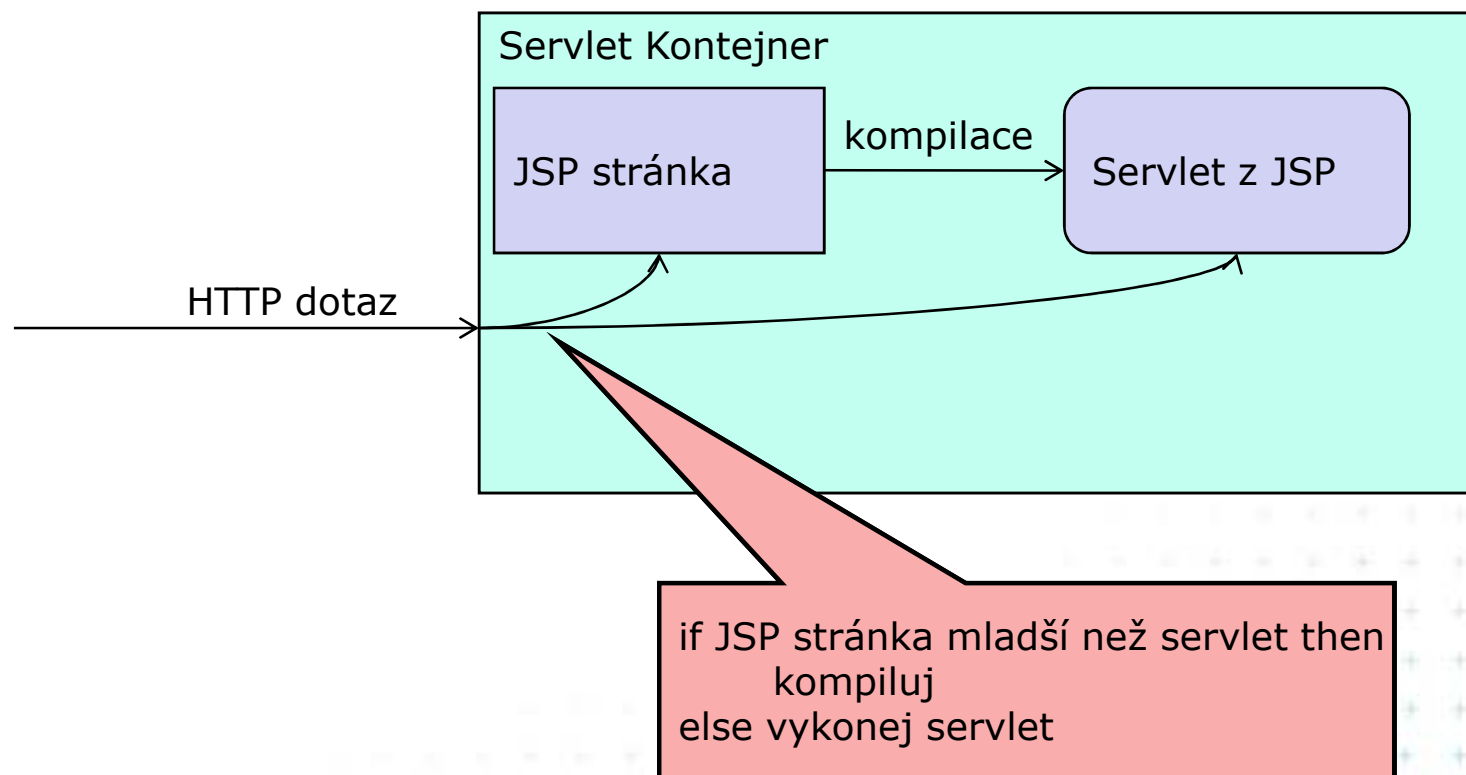 Servlet Kontejner
JSP stránka
kompilace
Servlet z JSP
HTTP dotaz
if JSP stránka mladší než servlet then
kompiluj
else vykonej servlet